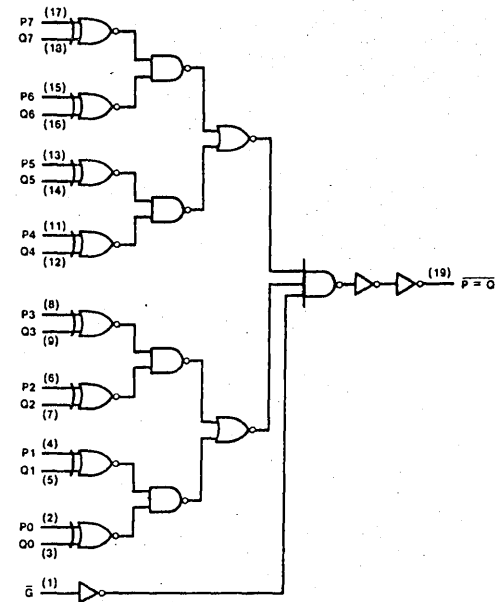 P7 (17)
Q7 (18)
P6 (15)
Q6 (16)
P5 (13)
Q5 (14)
P4 (11)
Q4 (12)
(19) P = Q
P3 (8)
Q3 (9)
P2 (6)
Q2 (7)
P1 (4)
Q1 (5)
P0 (2)
Q0 (3)
G (1)